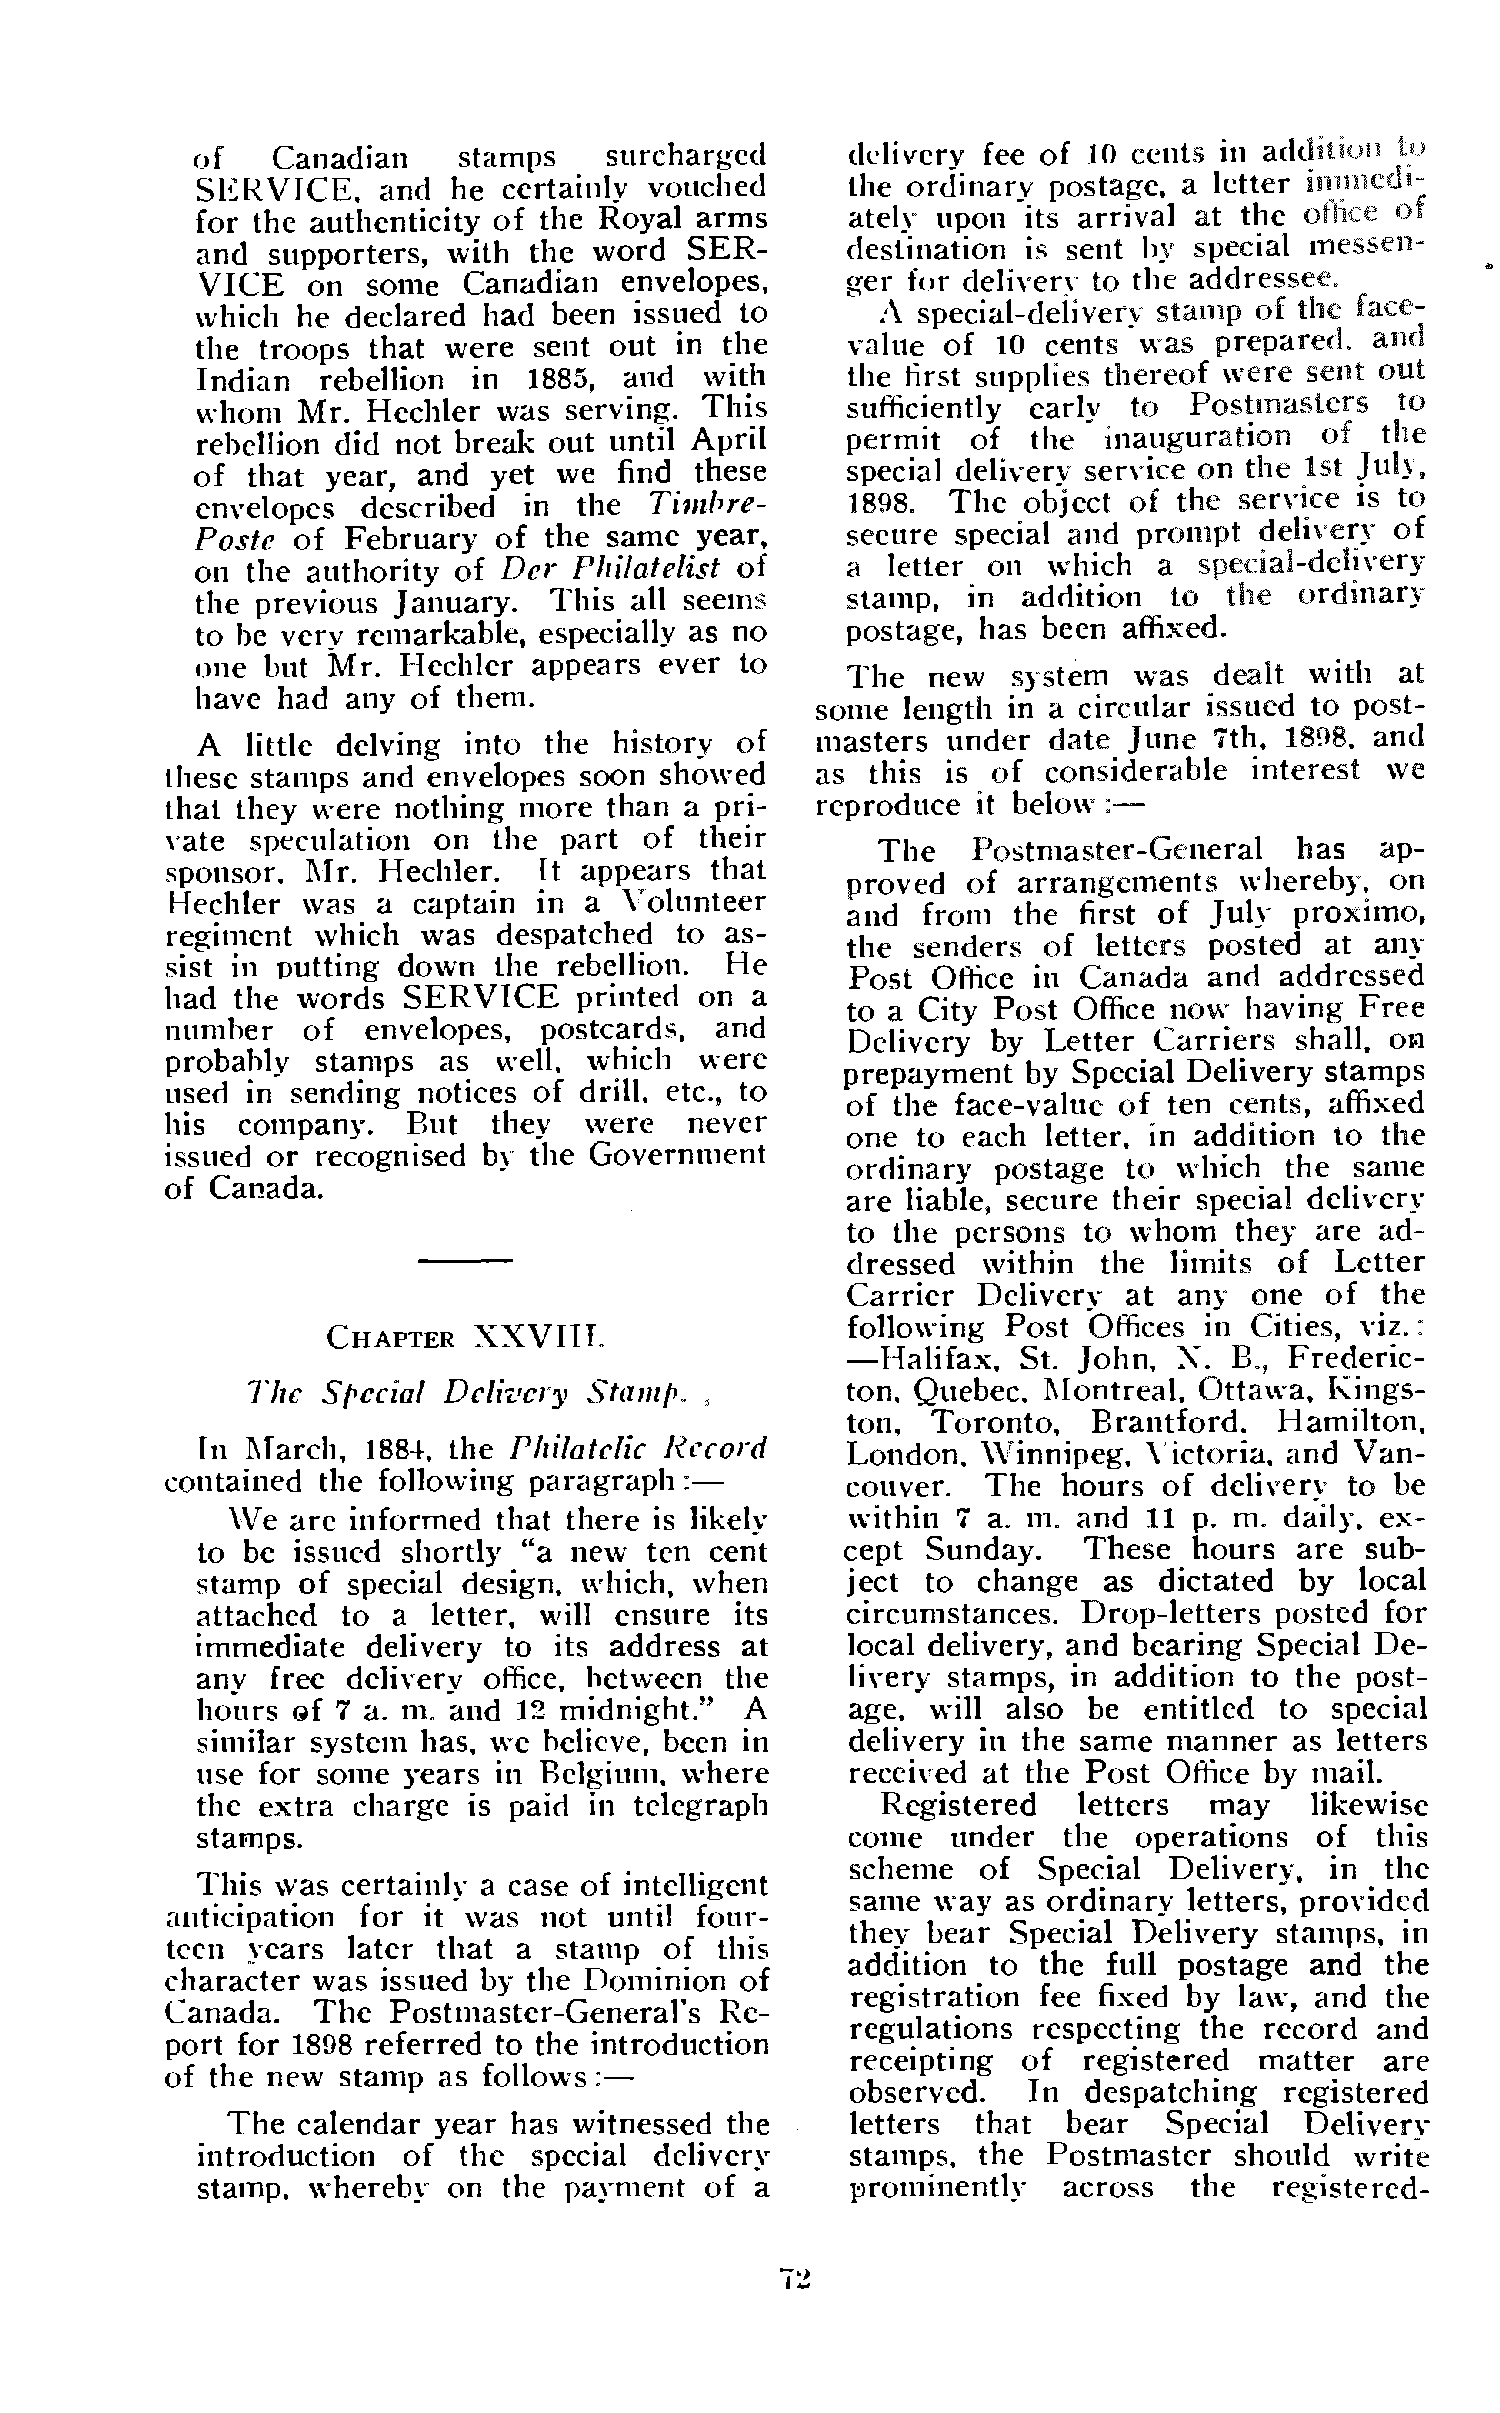 of Canadian stamps surcharged
SERVICE, and he certainly vouched
for the authenticity of the Royal arms
and supporters, with the word SER-
VICE on some Canadian envelopes,
which he declared had been issued to
the troops that were sent out in the
Indian rebellion in 1885, and with
whom Mr. Hechler was serving. This
rebellion did not break out until April
of that year, and yet we find these
envelopes described in the Timbre-
Poste of February of the same year,
on the authority of Der Philatelist of
the previous January. This all seems
to be very remarkable, especially as no
one but Mr. Hechler appears ever to
have had any of them.
A little delving into the history of
these stamps and envelopes soon showed
that they were nothing more than a pri-
vate speculation on the part of their
sponsor, Mr. Hechler. It appears that
Hechler was a captain in a Volunteer
regiment which was despatched to as-
sist in putting down the rebellion. He
had the words SERVICE printed on a
number of envelopes, postcards, and
probably stamps as well, which were
used in sending notices of drill, etc., to
his company. But they were never
issued or recognised by the Government
of Canada.
CHAPTER XXVIII.
The Special Delivery Stamp.
In March, 1884, the Philatelic Record
contained the following paragraph:—
We are informed that there is likely
to be issued shortly "a new ten cent
stamp of special design, which, when
attached to a letter, will ensure its
immediate delivery to its address at
any free delivery office, between the
hours of 7 a. m. and 12 midnight." A
similar system has, we believe, been in
use for some years in Belgium, where
the extra charge is paid in telegraph
stamps.
This was certainly a case of intelligent
anticipation for it was not until four-
teen years later that a stamp of this
character was issued by the Dominion of
Canada. The Postmaster-General's Re-
port for 1898 referred to the introduction
of the new stamp as follows:—
The calendar year has witnessed the
introduction of the special delivery
stamp, whereby on the payment of a
delivery fee of 10 cents in addition to
the ordinary postage, a letter immedi-
ately upon its arrival at the office of
destination is sent by special messen-
ger for delivery to the addressee.
A special-delivery stamp of the face-
value of 10 cents was prepared, and
the first supplies thereof were sent out
sufficiently early to Postmasters to
permit of the inauguration of the
special delivery service on the 1st July,
1898. The object of the service is to
secure special and prompt delivery of
a letter on which a special-delivery
stamp, in addition to the ordinary
postage, has been affixed.
The new system was dealt with at
some length in a circular issued to post-
masters under date June 7th, 1898, and
as this is of considerable interest we
reproduce it below:—
The Postmaster-General has ap-
proved of arrangements whereby, on
and from the first of July proximo,
the senders of letters posted at any
Post Office in Canada and addressed
to a City Post Office now having Free
Delivery by Letter Carriers shall, on
prepayment by Special Delivery stamps
of the face-value of ten cents, affixed
one to each letter, in addition to the
ordinary postage to which the same
are liable, secure their special delivery
to the persons to whom they are ad-
dressed within the limits of Letter
Carrier Delivery at any one of the
following Post Offices in Cities, viz.:
—Halifax, St. John, N. B., Frederic-
ton, Quebec, Montreal, Ottawa, Kings-
ton, Toronto, Brantford, Hamilton,
London, Winnipeg, Victoria, and Van-
couver. The hours of delivery to be
within 7 a. m. and 11 p. m. daily, ex-
cept Sunday. These hours are sub-
ject to change as dictated by local
circumstances. Drop-letters posted for
local delivery, and bearing Special De-
livery stamps, in addition to the post-
age, will also be entitled to special
delivery in the same manner as letters
received at the Post Office by mail.
Registered letters may likewise
come under the operations of this
scheme of Special Delivery, in the
same way as ordinary letters, provided
they bear Special Delivery stamps, in
addition to the full postage and the
registration fee fixed by law, and the
regulations respecting the record and
receipting of registered matter are
observed. In despatching registered
letters that bear Special Delivery
stamps, the Postmaster should write
prominently across the registered-
72